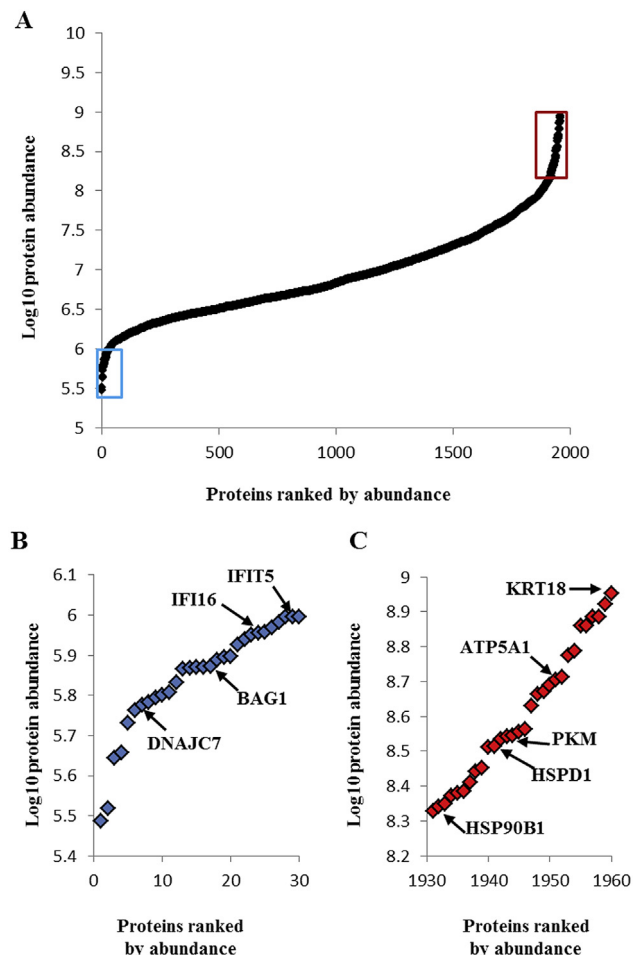 A
10
9.5
9
8.5
8
7.5
7
6.5
6
5.5
5
Log10 protein abundance
0 500 1000 1500 2000
Proteins ranked by abundance
B
6.1
6
5.9
5.8
5.7
5.6
5.5
5.4
Log10 protein abundance
IFIT5
IFI16
BAG1
DNAJC7
0 10 20 30
Proteins ranked
by abundance
C
9
8.9
8.8
8.7
8.6
8.5
8.4
8.3
8.2
Log10 protein abundance
KRT18
ATP5A1
PKM
HSPD1
HSP90B1
1930 1940 1950 1960
Proteins ranked
by abundance